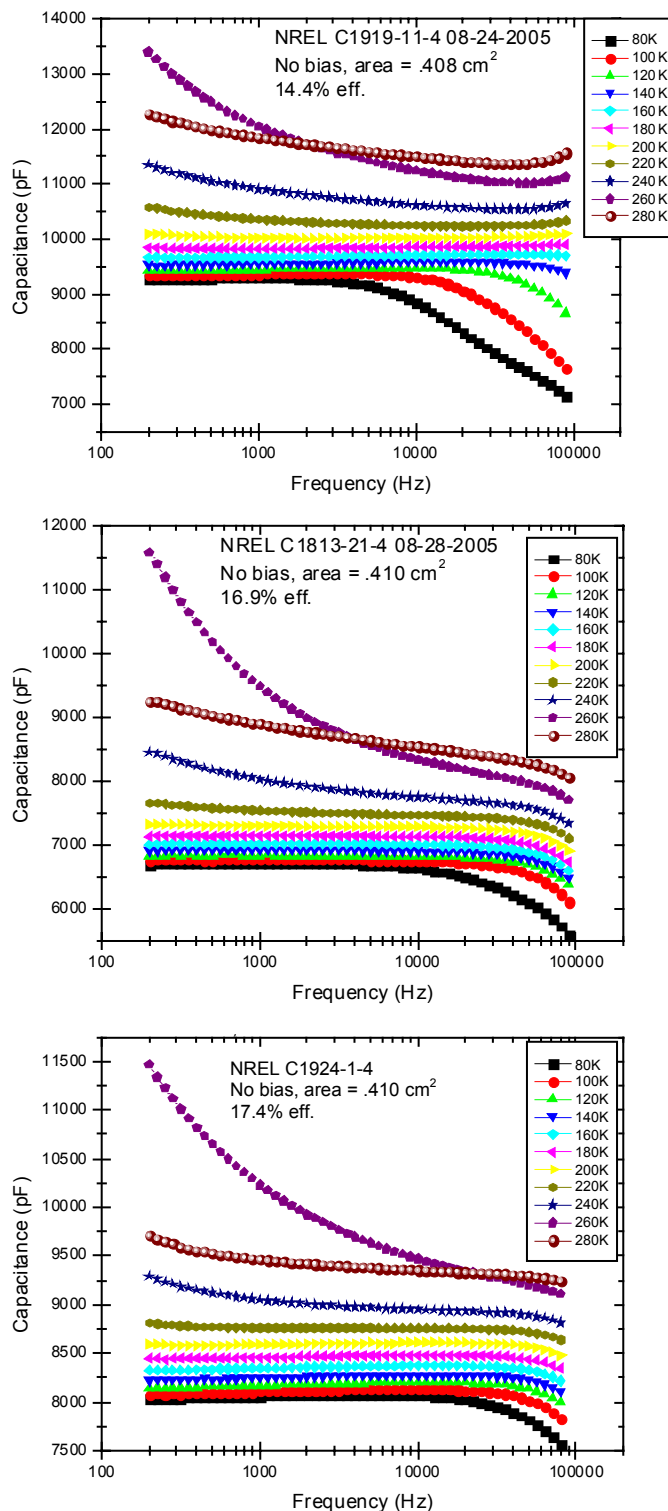 14000
13000
12000
11000
10000
9000
8000
7000
Capacitance (pF)
NREL C1919-11-4 08-24-2005
No bias, area = .408 cm²
14.4% eff.
80K
100K
120K
140K
160K
180K
200K
220K
240K
260K
280K
100 1000 10000 100000
Frequency (Hz)
12000
11000
10000
9000
8000
7000
6000
Capacitance (pF)
NREL C1813-21-4 08-28-2005
No bias, area = .410 cm²
16.9% eff.
80K
100K
120K
140K
160K
180K
200K
220K
240K
260K
280K
100 1000 10000 100000
Frequency (Hz)
11500
11000
10500
10000
9500
9000
8500
8000
7500
Capacitance (pF)
NREL C1924-1-4
No bias, area = .410 cm²
17.4% eff.
80K
100K
120K
140K
160K
180K
200K
220K
240K
260K
280K
100 1000 10000 100000
Frequency (Hz)